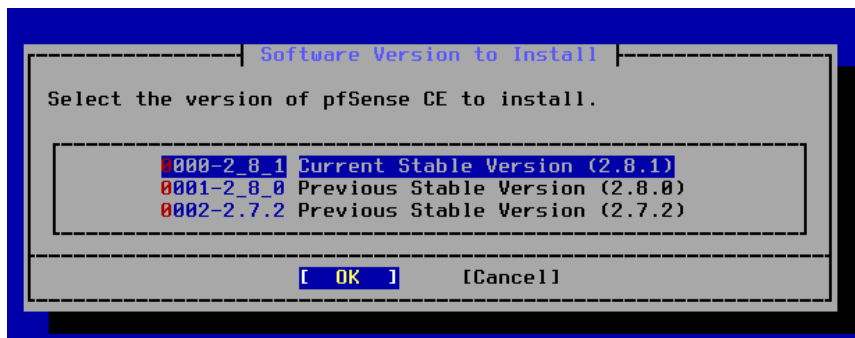 Software Version to Install
Select the version of pfSense CE to install.
0000-2_8_1 Current Stable Version (2.8.1)
0001-2_8_0 Previous Stable Version (2.8.0)
0002-2.7.2 Previous Stable Version (2.7.2)
[ OK ] [Cancel]